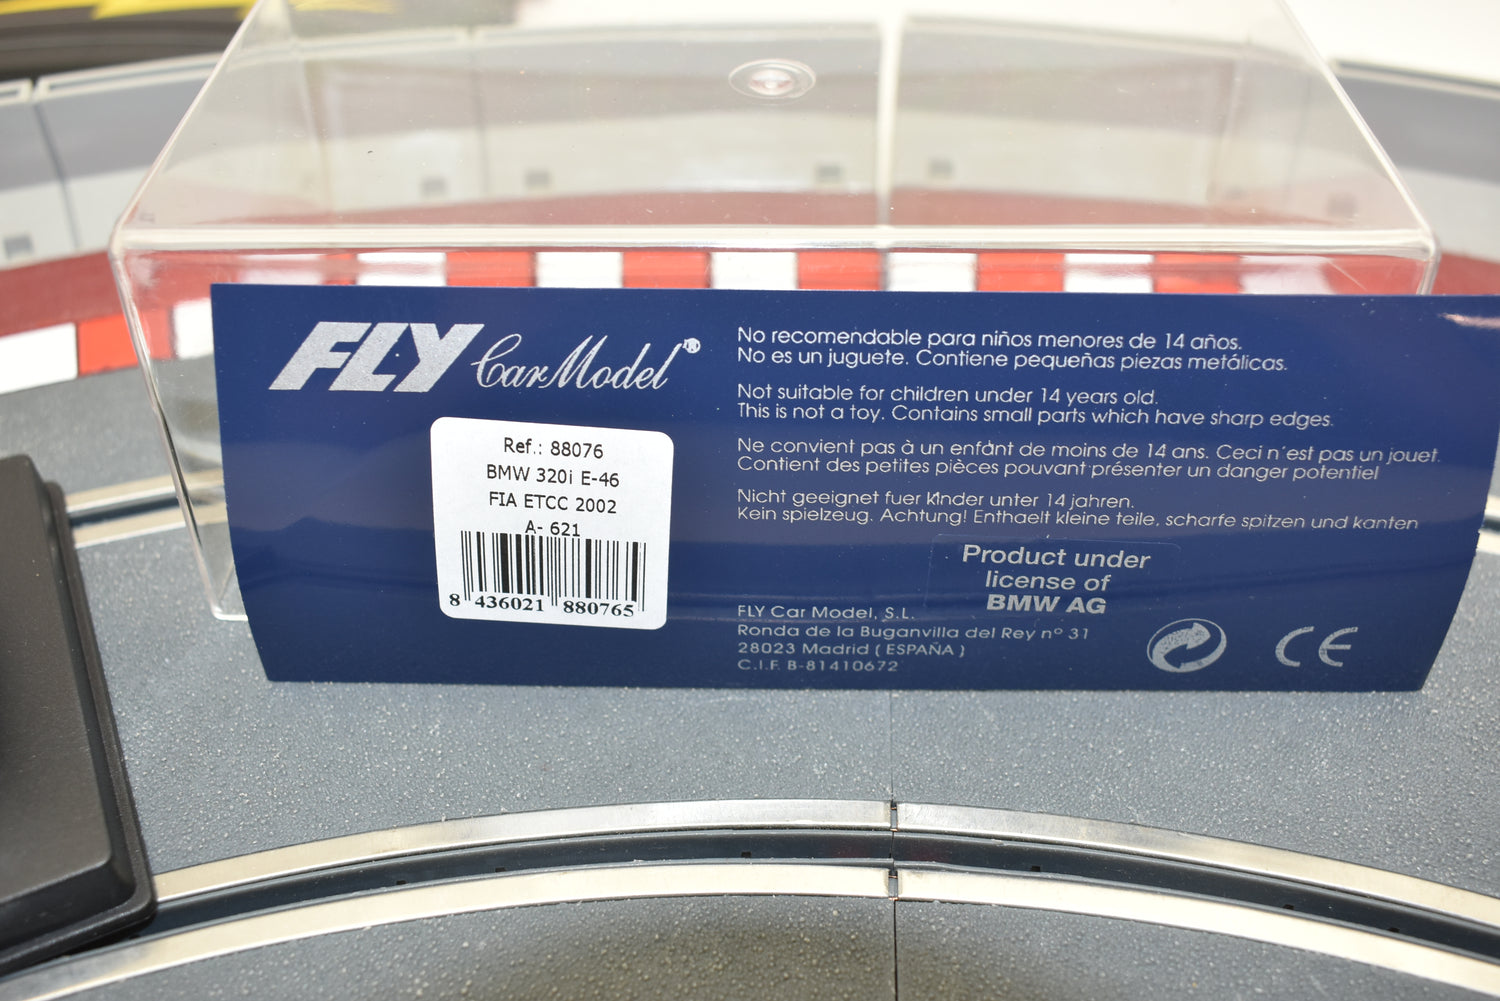 FLY Car Model®
Ref.: 88076
BMW 320i E-46
FIA ETCC 2002
A- 621
8 436021 880765
No recomendable para niños menores de 14 años.
No es un juguete. Contiene pequeñas piezas metálicas.
Not suitable for children under 14 years old.
This is not a toy. Contains small parts which have sharp edges.
Ne convient pas à un enfant de moins de 14 ans. Ceci n'est pas un jouet.
Contient des petites pièces pouvant présenter un danger potentiel
Nicht geeignet fuer kinder unter 14 jahren.
Kein spielzeug. Achtung! Enthaelt kleine teile, scharfe spitzen und kanten
Product under
license of
BMW AG
FLY Car Model, S.L.
Ronda de la Buganvilla del Rey nº 31
28023 Madrid ( ESPAÑA )
C.I.F. B-81410672
CE